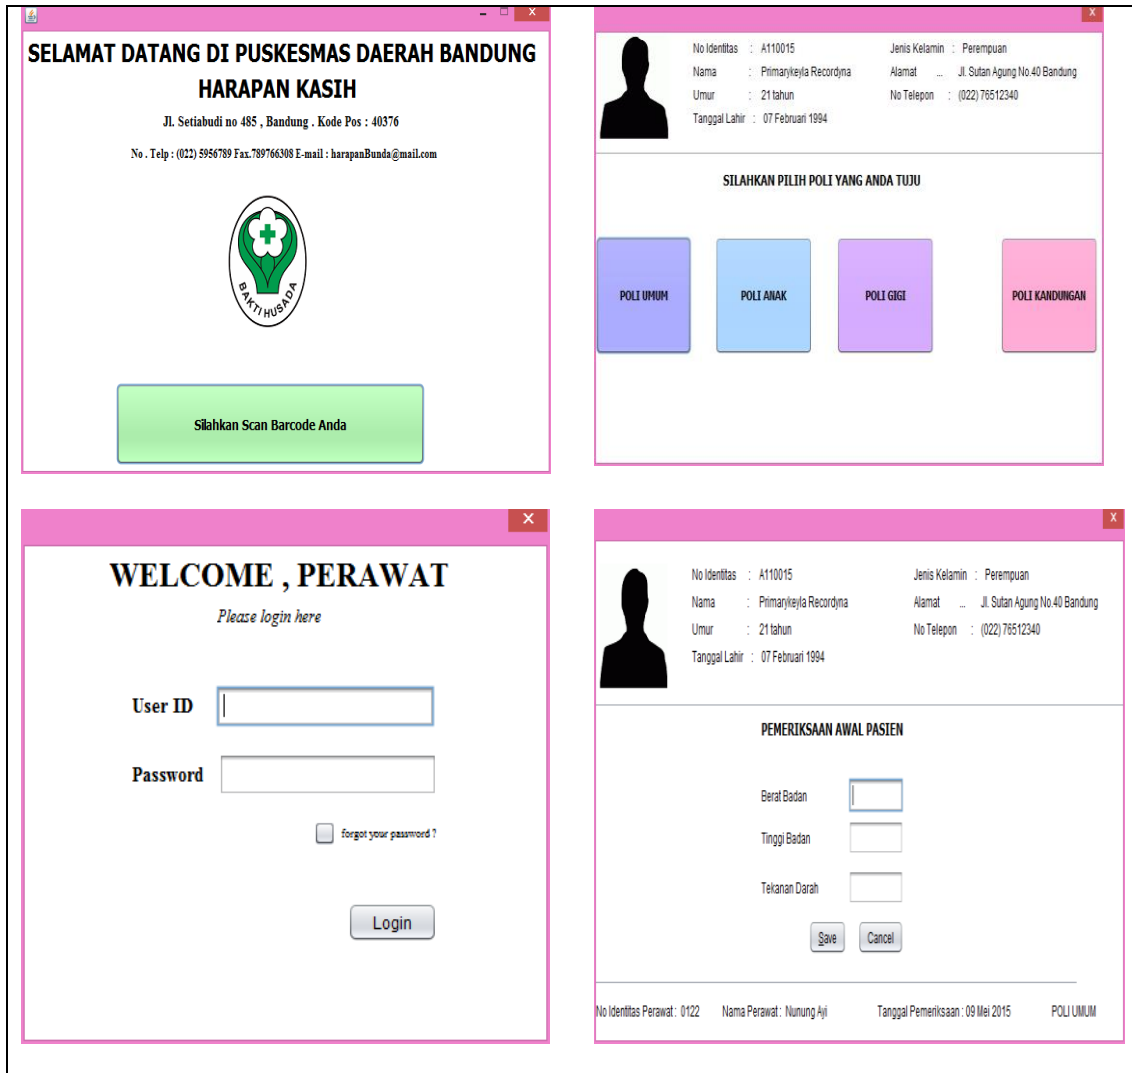 SELAMAT DATANG DI PUSKESMAS DAERAH BANDUNG
HARAPAN KASIH
Jl. Setiabudi no 485 , Bandung . Kode Pos : 40376
No . Telp : (022) 5956789 Fax.789766308 E-mail : harapanBunda@mail.com
BAKTI HUSADA
Silahkan Scan Barcode Anda
X
No Identitas : A110015 Jenis Kelamin : Perempuan
Nama : Primarykeyla Recordyna Alamat ... Jl. Sutan Agung No.40 Bandung
Umur : 21 tahun No Telepon : (022) 76512340
Tanggal Lahir : 07 Februari 1994
SILAHKAN PILIH POLI YANG ANDA TUJU
POLI UMUM POLI ANAK POLI GIGI POLI KANDUNGAN
WELCOME , PERAWAT
Please login here
User ID
Password
forgot your password ?
Login
X
No Identitas : A110015 Jenis Kelamin : Perempuan
Nama : Primarykeyla Recordyna Alamat ... Jl. Sutan Agung No.40 Bandung
Umur : 21 tahun No Telepon : (022) 76512340
Tanggal Lahir : 07 Februari 1994
PEMERIKSAAN AWAL PASIEN
Berat Badan
Tinggi Badan
Tekanan Darah
Save Cancel
No Identitas Perawat : 0122 Nama Perawat : Nunung Ayi Tanggal Pemeriksaan : 09 Mei 2015 POLI UMUM